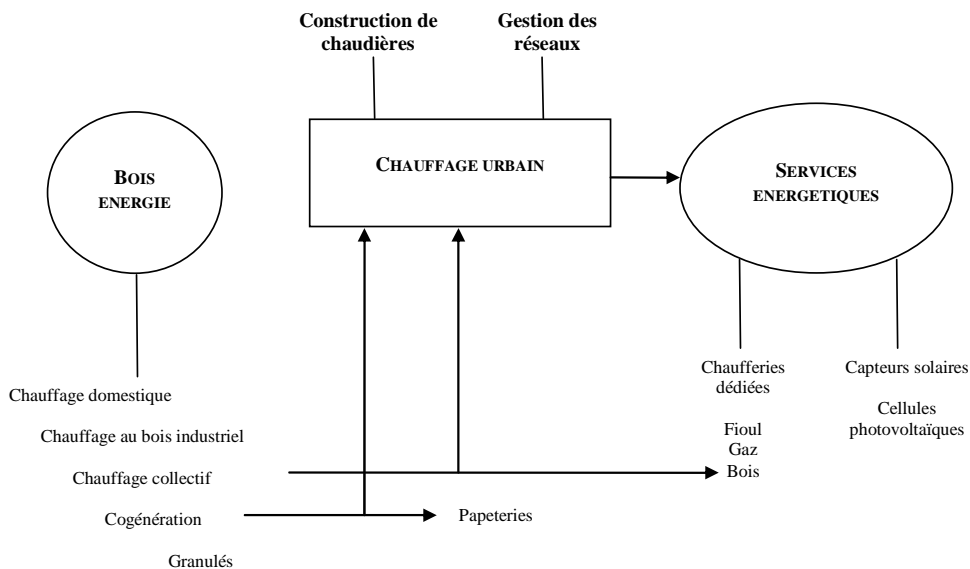 Construction de
chaudières
Gestion des
réseaux
BOIS
ENERGIE
CHAUFFAGE URBAIN
SERVICES
ENERGETIQUES
Chauffage domestique
Chauffage au bois industriel
Chauffage collectif
Cogénération
Granulés
Papeteries
Chaufferies
dédiées
Fioul
Gaz
Bois
Capteurs solaires
Cellules
photovoltaïques